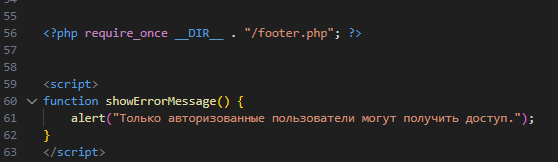 55
56 <?php require_once __DIR__ . "/footer.php"; ?>
57
58
59 <script>
60 function showErrorMessage() {
61 alert("Только авторизованные пользователи могут получить доступ.");
62 }
63 </script>